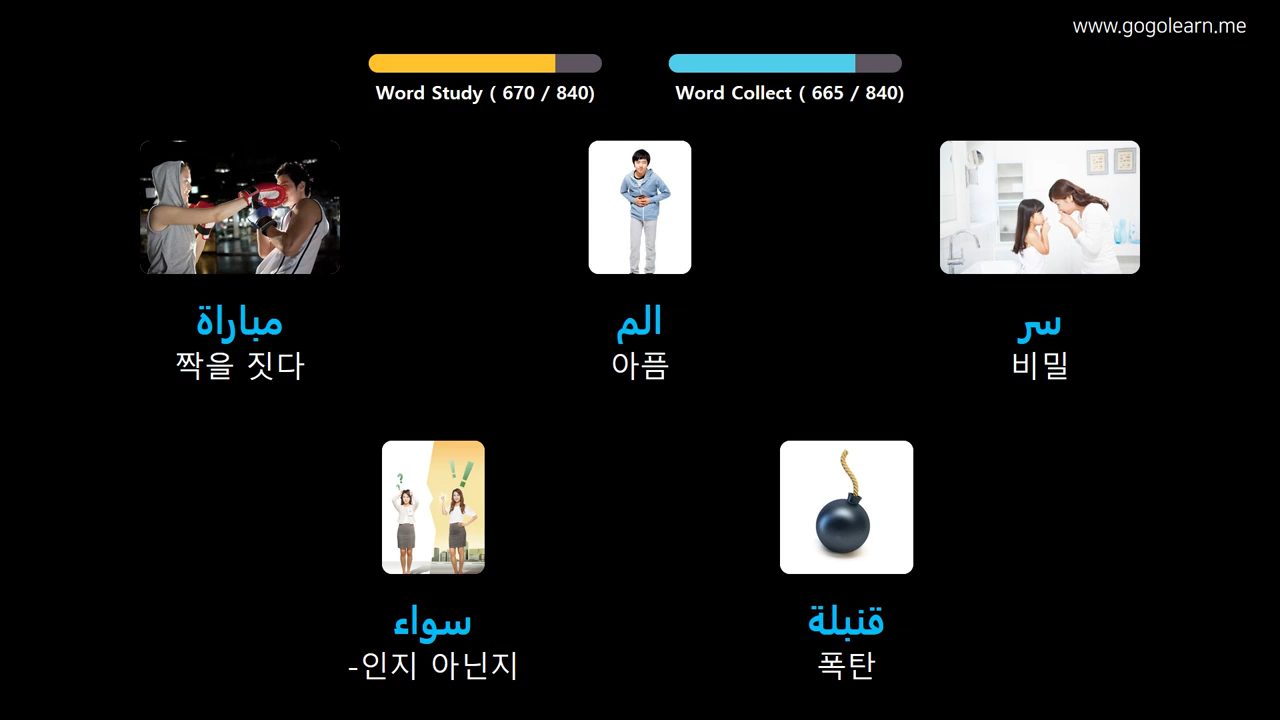 www.gogolearn.me
Word Study ( 670 / 840)
Word Collect ( 665 / 840)
مباراة
짝을 짓다
الم
아픔
سر
비밀
سواء
-인지 아닌지
قنبلة
폭탄